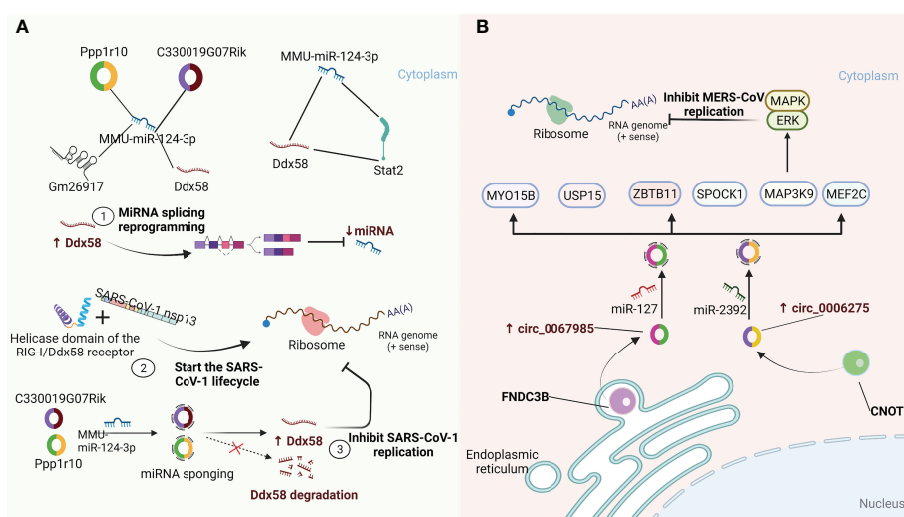 A
Ppp1r10
C330019G07Rik
MMU-miR-124-3p
Gm26917
Ddx58
MMU-miR-124-3p
Cytoplasm
Ddx58
Stat2
1
MiRNA splicing
reprogramming
↑ Ddx58
↓miRNA
SARS-CoV-1 nsp13
+
Helicase domain of the
RIG I/Ddx58 receptor
2
Start the SARS-
CoV-1 lifecycle
Ribosome
AA(A)
RNA genome
(+ sense)
C330019G07Rik
MMU-
miR-124-3p
Ppp1r10
miRNA sponging
↑ Ddx58
3
Inhibit SARS-CoV-1
replication
Ddx58 degradation
B
Cytoplasm
Ribosome
AA(A)
RNA genome
(+ sense)
Inhibit MERS-CoV
replication
MAPK
ERK
MYO15B
USP15
ZBTB11
SPOCK1
MAP3K9
MEF2C
miR-127
miR-2392
↑ circ_0067985
↑ circ_0006275
FNDC3B
CNOT
Endoplasmic
reticulum
Nucleus